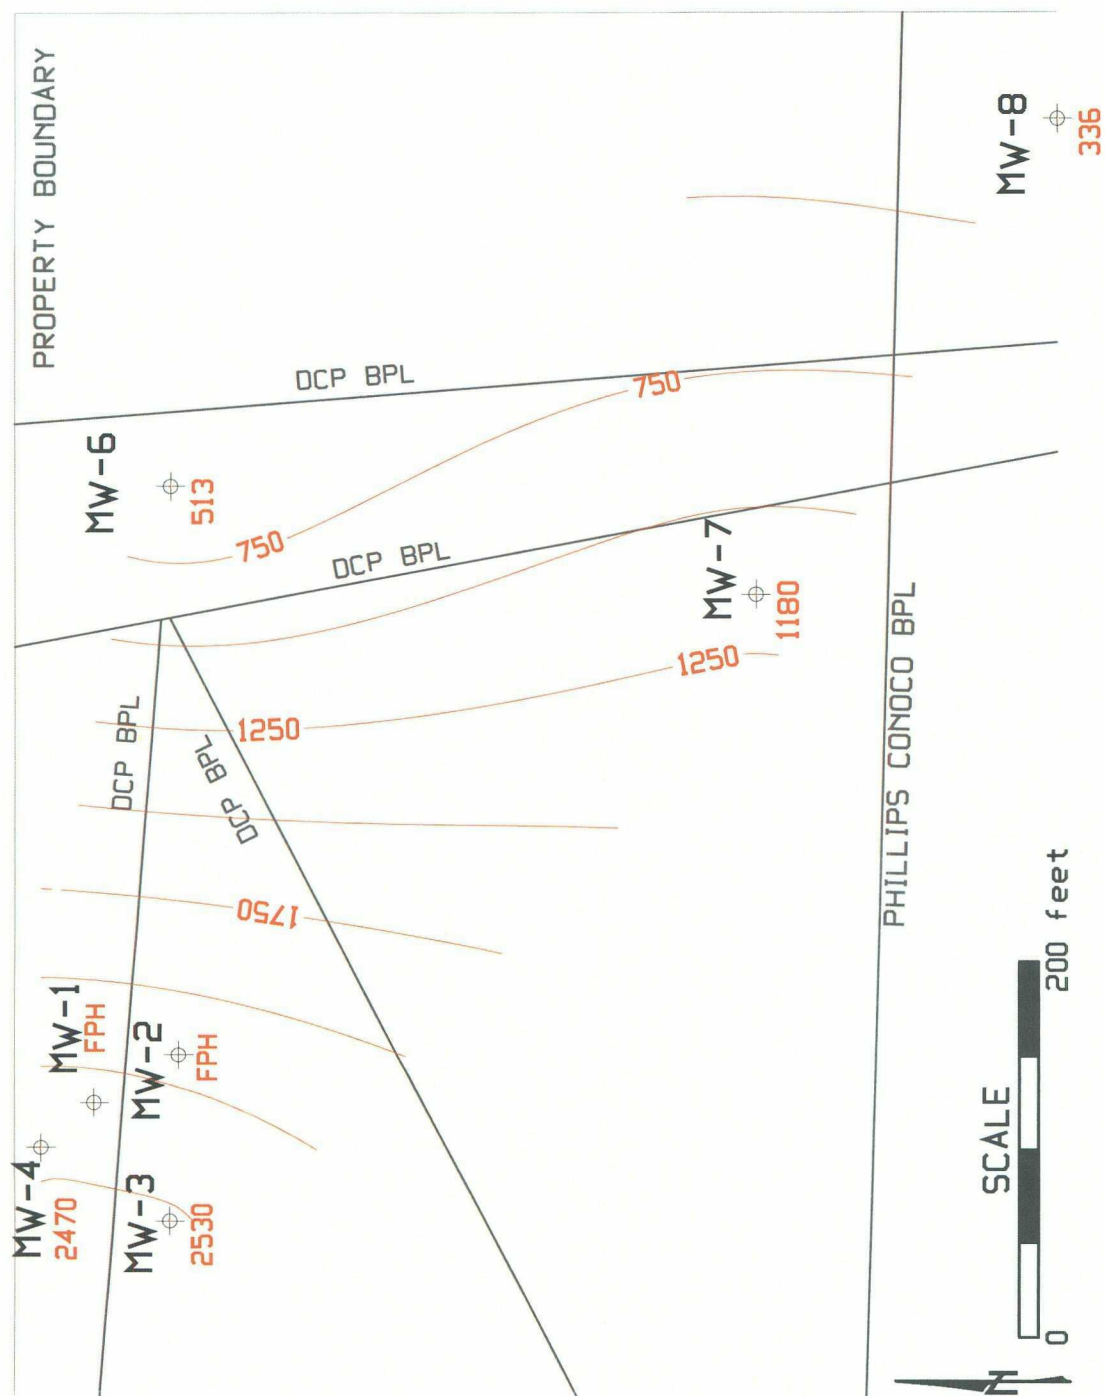 PROPERTY BOUNDARY
MW-8
336
DCP BPL
750
MW-6
513
750
DCP BPL
MW-7
1180
1250
1250
DCP BPL
DCP BPL
PHILLIPS CONOCO BPL
1750
MW-1
FPH
MW-2
FPH
MW-4
2470
MW-3
2530
SCALE
0
200 feet
N